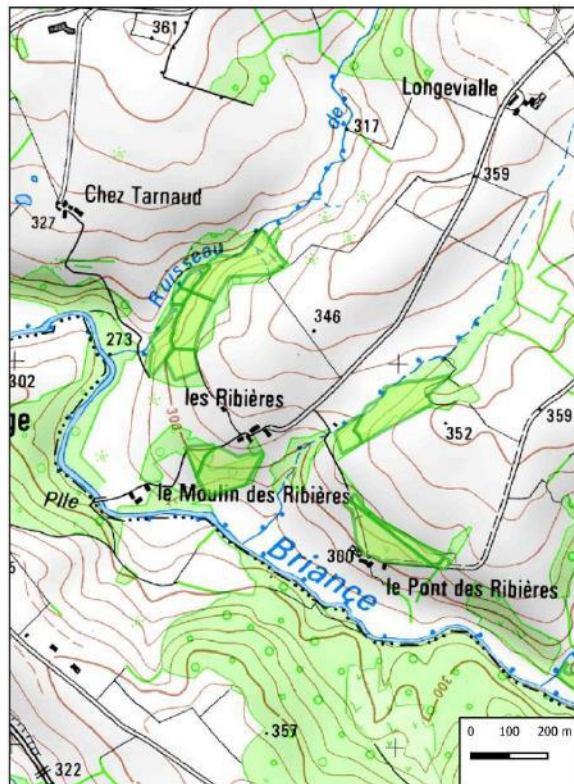 361
Longevialle
de
317
359
Chez Tarnaud
327
Ruisseau
346
273
302
les Ribières
300
ge
352
359
le Moulin des Ribières
Plle
Briance
300
le Pont des Ribières
300
357
322
0 100 200 m